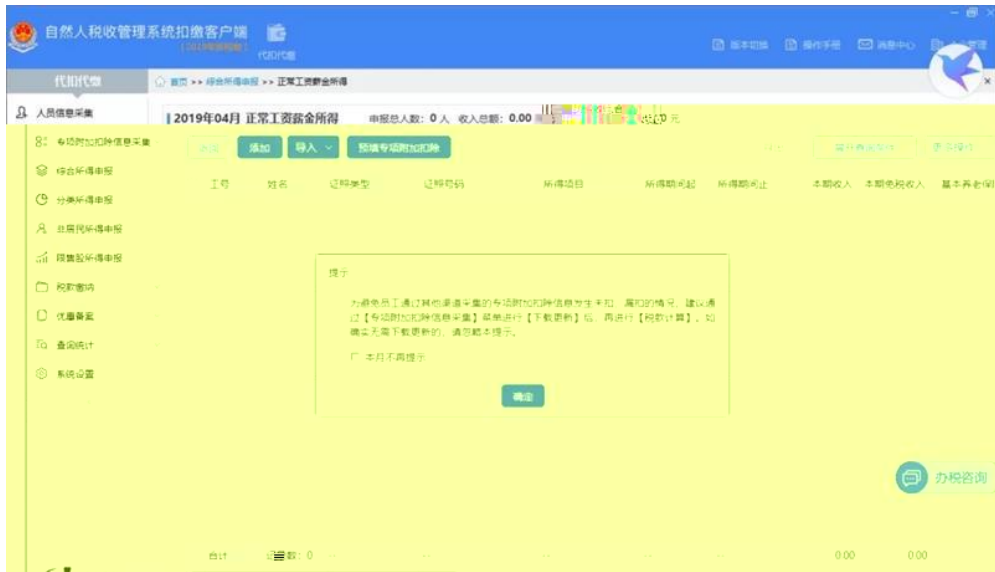 自然人税收管理系统扣缴客户端
代扣代缴
版本切换 操作手册 消息中心
代扣代缴 首页 >> 综合所得申报 >> 正常工资薪金所得
人员信息采集
2019年04月 正常工资薪金所得 申报总人数: 0 人 收入总额: 0.00 元
专项附加扣除信息采集
返回 添加 导入 预填专项附加扣除 更多操作
综合所得申报
工号 姓名 证照类型 证照号码 所得项目 所得期间起 所得期间止 本期收入 本期免税收入 基本养老保
分类所得申报
非居民所得申报
限售股所得申报
税款缴纳
优惠备案
查询统计
系统设置
提示
为避免员工通过其他渠道采集的专项附加扣除信息发生未扣、漏扣的情况，建议通
过【专项附加扣除信息采集】菜单进行【下载更新】后，再进行【税款计算】。如
确定无需下载更新的，请忽略本提示。
本月不再提示
确定
办税咨询
合计 记录数: 0 0.00 0.00